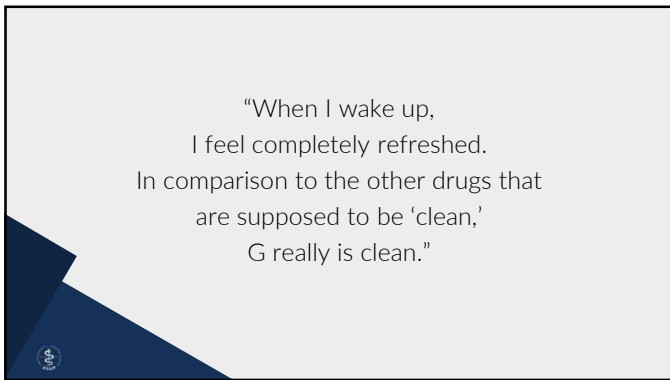 “When I wake up,
I feel completely refreshed.
In comparison to the other drugs that
are supposed to be ‘clean,’
G really is clean.”
ASAM